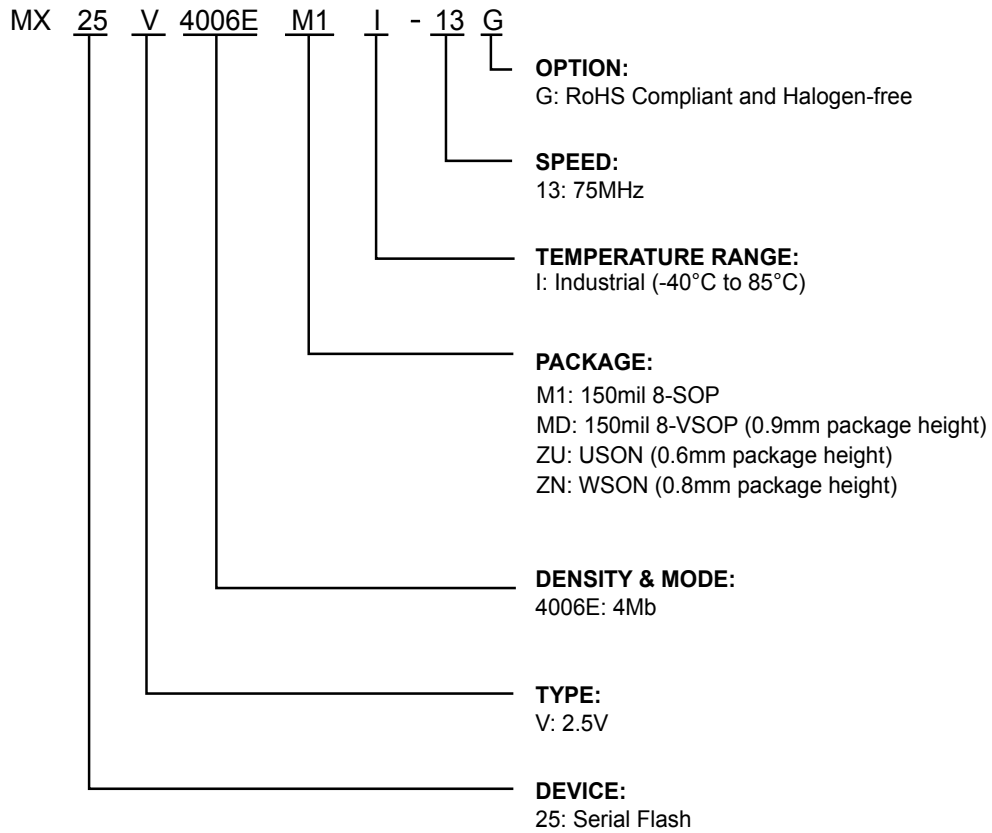 MX 25 V 4006E M1 I - 13 G
OPTION:
G: RoHS Compliant and Halogen-free
SPEED:
13: 75MHz
TEMPERATURE RANGE:
I: Industrial (-40°C to 85°C)
PACKAGE:
M1: 150mil 8-SOP
MD: 150mil 8-VSOP (0.9mm package height)
ZU: USON (0.6mm package height)
ZN: WSON (0.8mm package height)
DENSITY & MODE:
4006E: 4Mb
TYPE:
V: 2.5V
DEVICE:
25: Serial Flash